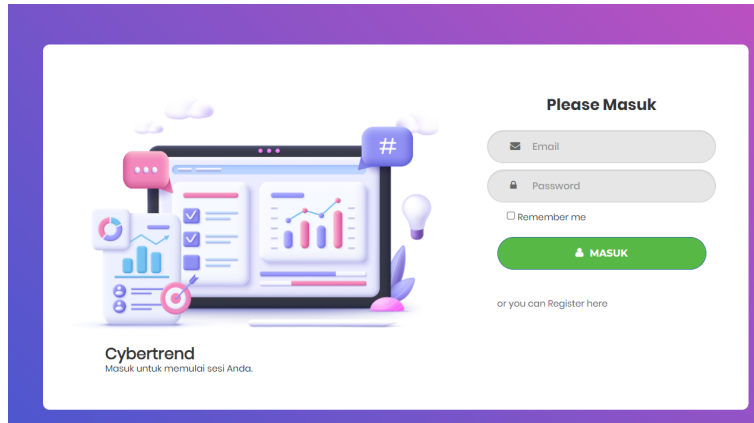 #
Cybertrend
Masuk untuk memulai sesi Anda.
Please Masuk
Email
Password
Remember me
MASUK
or you can Register here